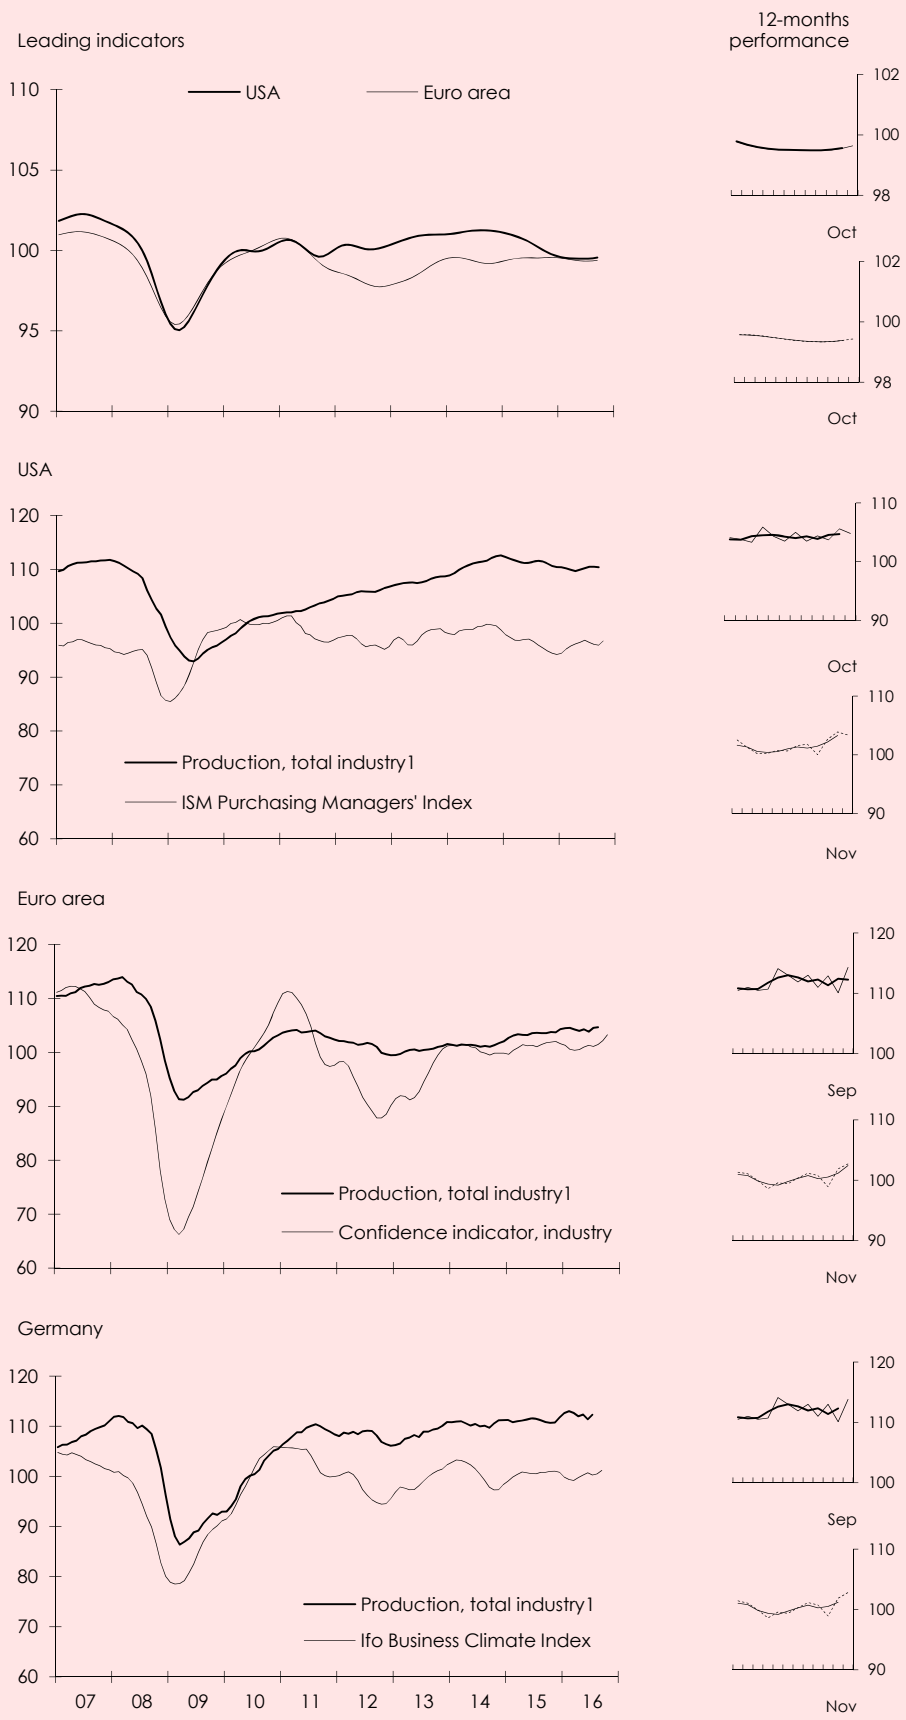 12-months
Leading indicators
performance
110
USA
Euro area
105
100
95
90
102
100
98
Oct
102
100
98
Oct
USA
120
110
100
90
80
70
60
Production, total industry1
ISM Purchasing Managers' Index
110
100
90
Oct
110
100
90
Nov
Euro area
120
110
100
90
80
70
60
Production, total industry1
Confidence indicator, industry
120
110
100
Sep
110
100
90
Nov
Germany
120
110
100
90
80
70
60
Production, total industry1
Ifo Business Climate Index
07 08 09 10 11 12 13 14 15 16
120
110
100
Sep
110
100
90
Nov